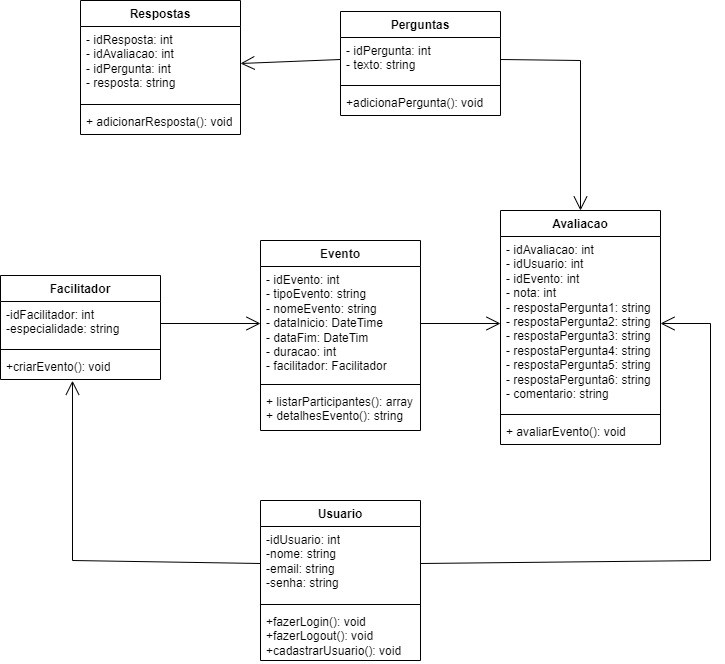 Respostas
- idResposta: int
- idAvaliacao: int
- idPergunta: int
- resposta: string
+ adicionarResposta(): void
Perguntas
- idPergunta: int
- texto: string
+adicionaPergunta(): void
Avaliacao
- idAvaliacao: int
- idUsuario: int
- idEvento: int
- nota: int
- respostaPergunta1: string
- respostaPergunta2: string
- respostaPergunta3: string
- respostaPergunta4: string
- respostaPergunta5: string
- respostaPergunta6: string
- comentario: string
+ avaliarEvento(): void
Evento
- idEvento: int
- tipoEvento: string
- nomeEvento: string
- dataInicio: DateTime
- dataFim: DateTim
- duracao: int
- facilitador: Facilitador
+ listarParticipantes(): array
+ detalhesEvento(): string
Facilitador
-idFacilitador: int
-especialidade: string
+criarEvento(): void
Usuario
-idUsuario: int
-nome: string
-email: string
-senha: string
+fazerLogin(): void
+fazerLogout(): void
+cadastrarUsuario(): void